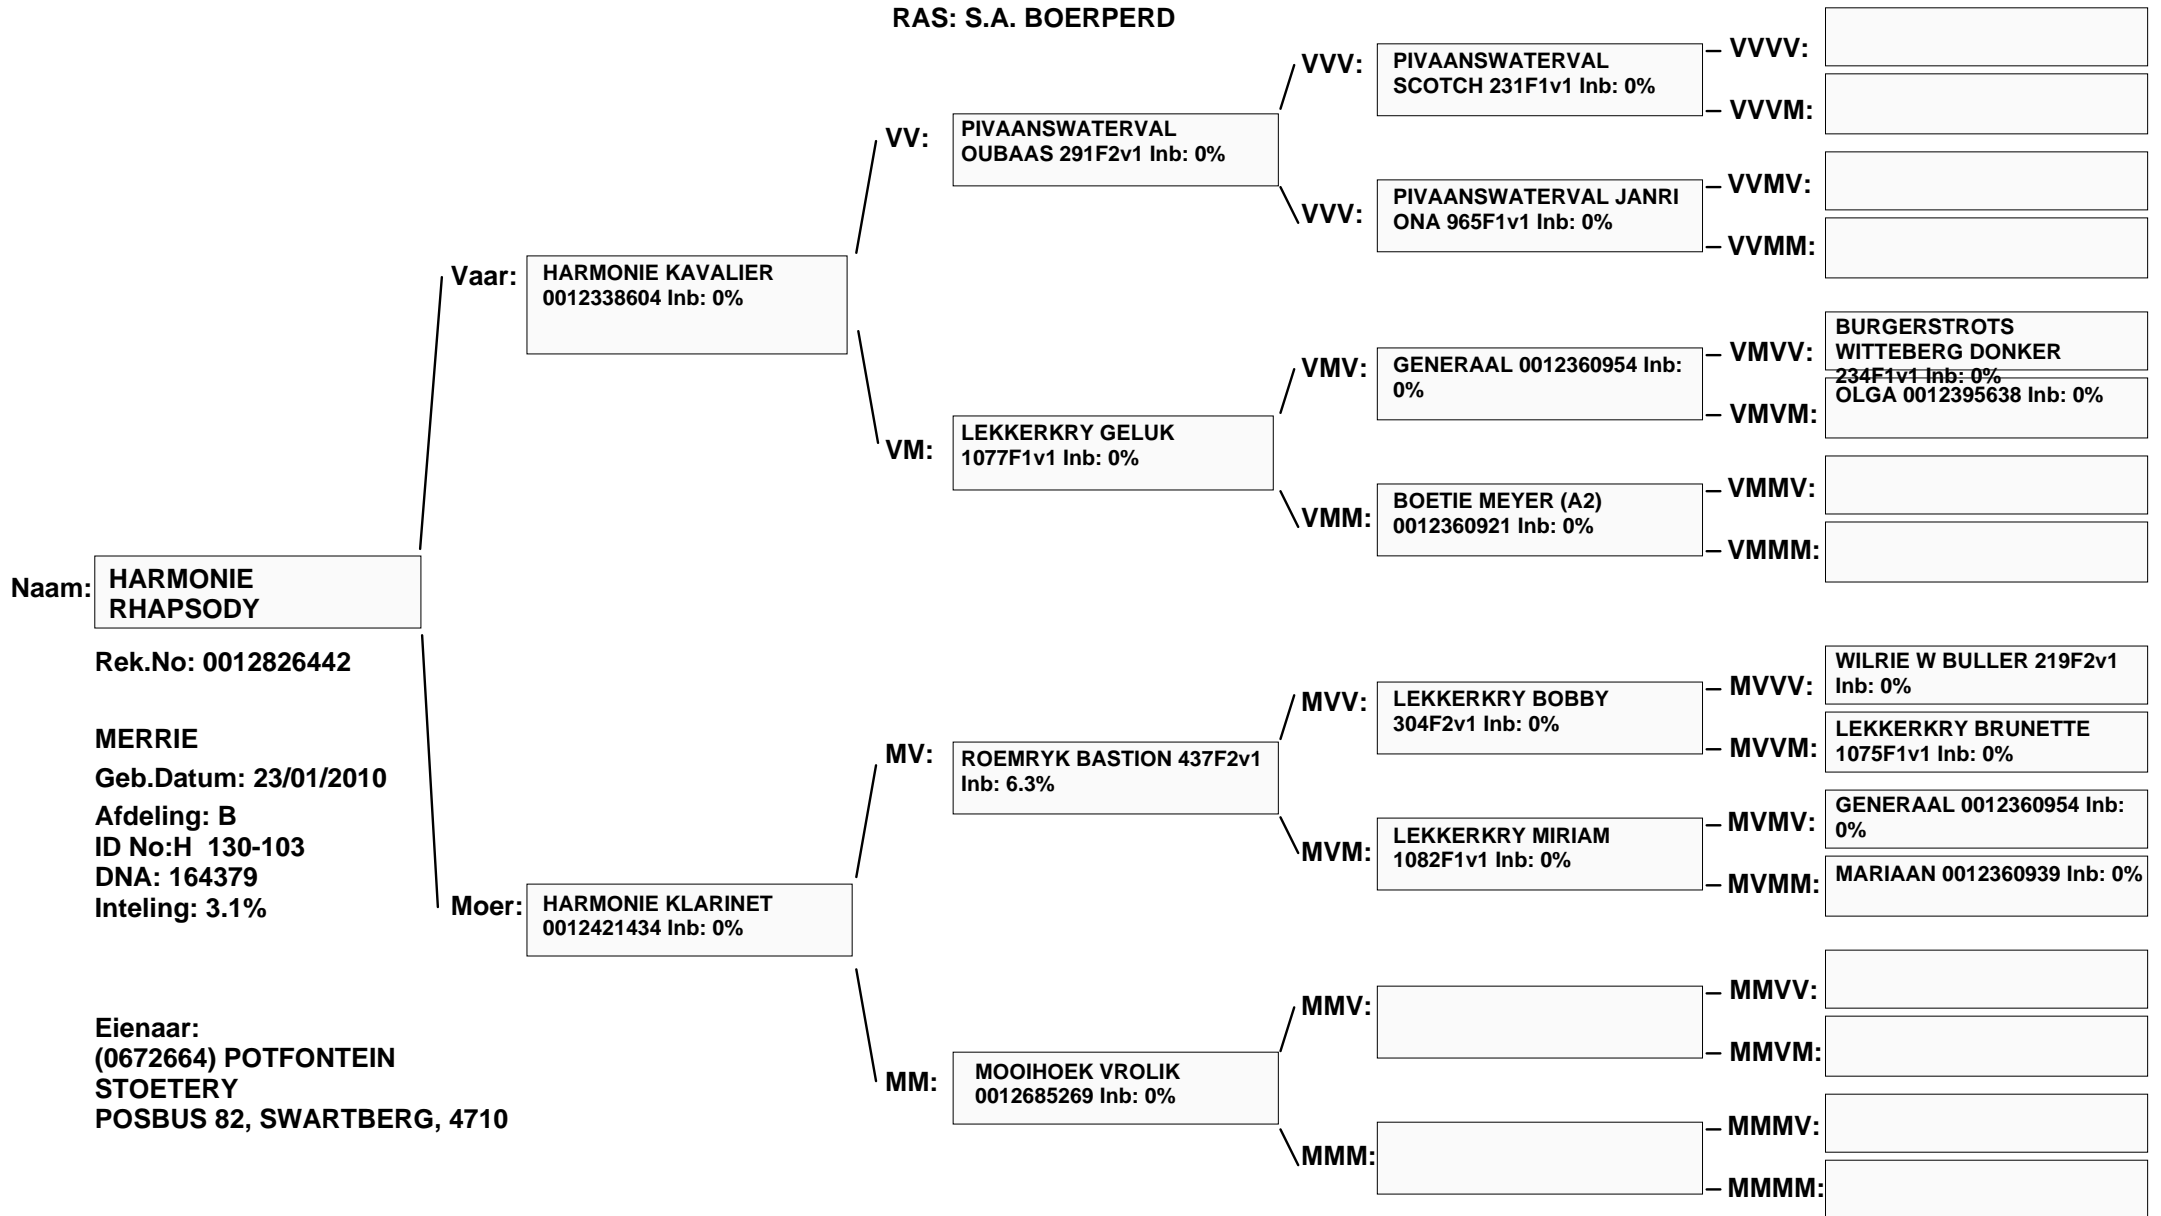 RAS: S.A. BOERPERD
Naam:
HARMONIE
RHAPSODY
Rek.No: 0012826442
MERRIE
Geb.Datum: 23/01/2010
Afdeling: B
ID No:H  130-103
DNA: 164379
Inteling: 3.1%
Eienaar:
(0672664) POTFONTEIN
STOETERY
POSBUS 82, SWARTBERG, 4710
Vaar:
HARMONIE KAVALIER
0012338604 Inb: 0%
Moer:
HARMONIE KLARINET
0012421434 Inb: 0%
VV:
PIVAANSWATERVAL
OUBAAS 291F2v1 Inb: 0%
VM:
LEKKERKRY GELUK
1077F1v1 Inb: 0%
MV:
ROEMRYK BASTION 437F2v1
Inb: 6.3%
MM:
MOOIHOEK VROLIK
0012685269 Inb: 0%
VVV:
PIVAANSWATERVAL
SCOTCH 231F1v1 Inb: 0%
VVV:
PIVAANSWATERVAL JANRI
ONA 965F1v1 Inb: 0%
VMV:
GENERAAL 0012360954 Inb:
0%
VMM:
BOETIE MEYER (A2)
0012360921 Inb: 0%
MVV:
LEKKERKRY BOBBY
304F2v1 Inb: 0%
MVM:
LEKKERKRY MIRIAM
1082F1v1 Inb: 0%
MMV:
MMM:
VVVV:
VVVM:
VVMV:
VVMM:
VMVV:
BURGERSTROTS
WITTEBERG DONKER
234F1v1 Inb: 0%
VMVM:
OLGA 0012395638 Inb: 0%
VMMV:
VMMM:
MVVV:
WILRIE W BULLER 219F2v1
Inb: 0%
MVVM:
LEKKERKRY BRUNETTE
1075F1v1 Inb: 0%
MVMV:
GENERAAL 0012360954 Inb:
0%
MVMM:
MARIAAN 0012360939 Inb: 0%
MMVV:
MMVM:
MMMV:
MMMM: